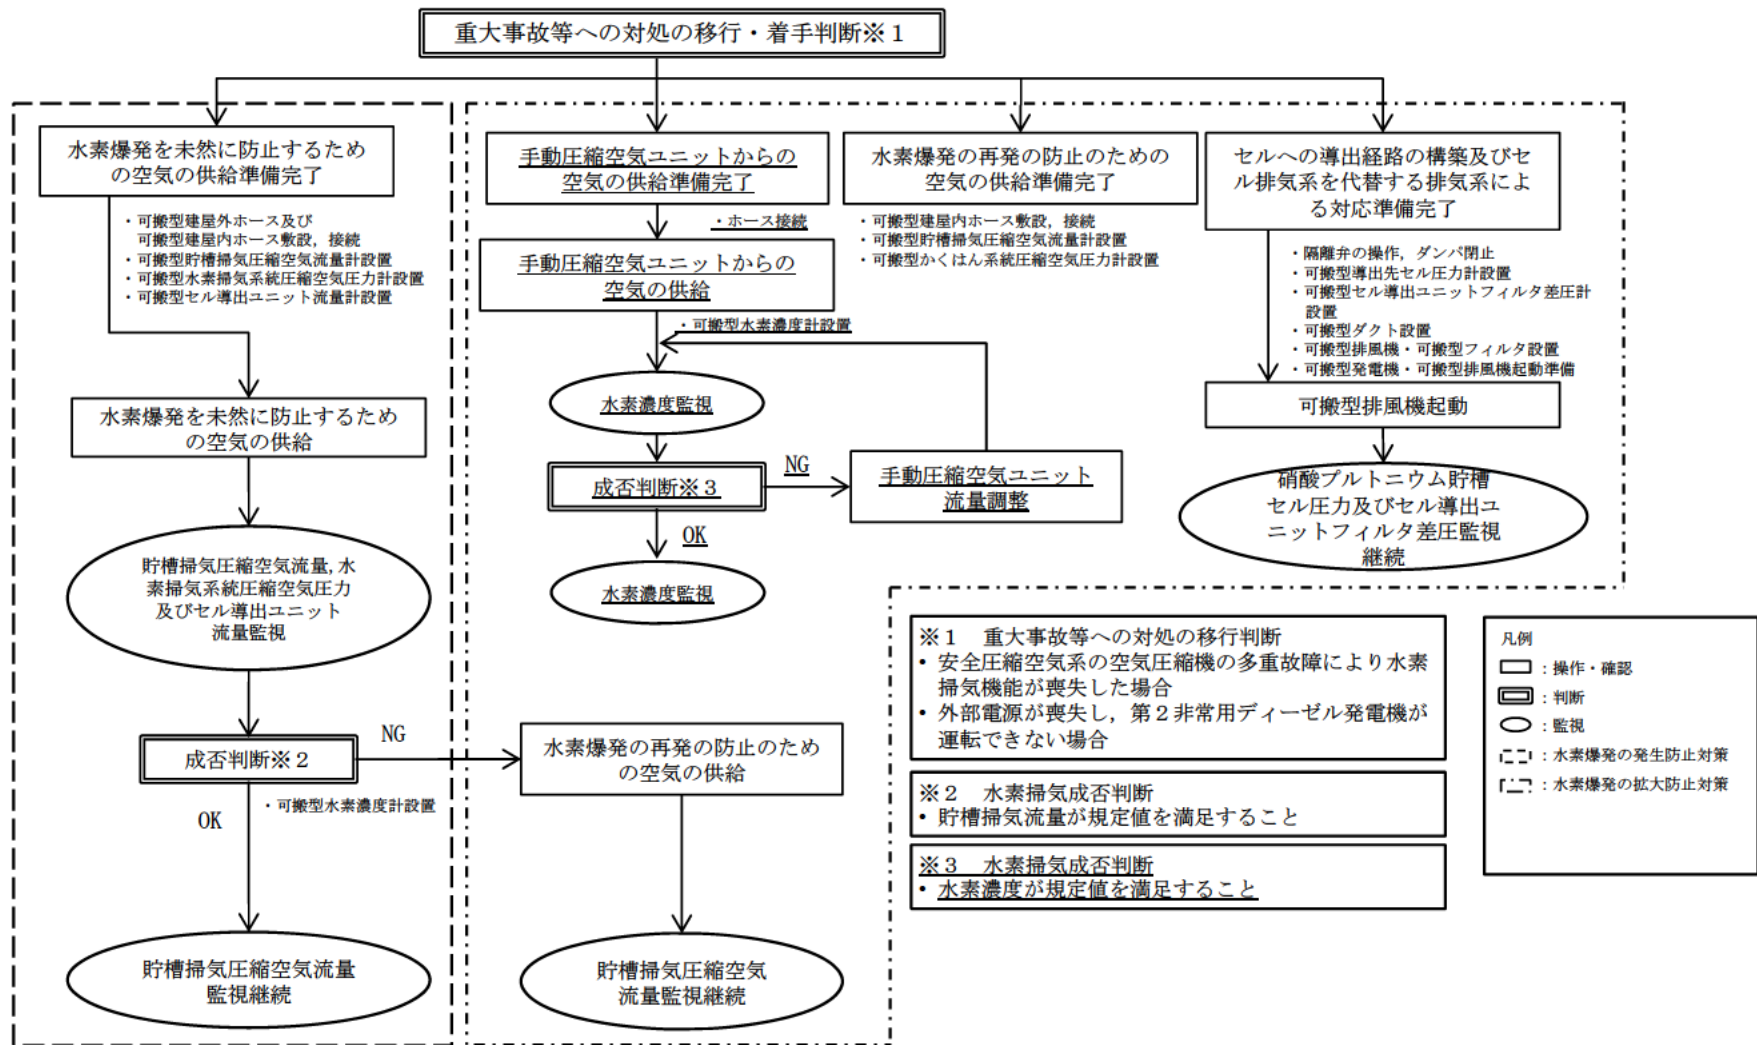 重大事故等への対処の移行・着手判断※１
水素爆発を未然に防止するため
の空気の供給準備完了
・可搬型建屋外ホース及び
可搬型建屋内ホース敷設，接続
・可搬型貯槽掃気圧縮空気流量計設置
・可搬型水素掃気系統圧縮空気圧力計設置
・可搬型セル導出ユニット流量計設置
水素爆発を未然に防止するため
の空気の供給
貯槽掃気圧縮空気流量，水
素掃気系統圧縮空気圧力
及びセル導出ユニット
流量監視
成否判断※２
NG
・可搬型水素濃度計設置
OK
貯槽掃気圧縮空気流量
監視継続
手動圧縮空気ユニットからの
空気の供給準備完了
・ホース接続
手動圧縮空気ユニットからの
空気の供給
・可搬型水素濃度計設置
水素濃度監視
成否判断※３
NG
手動圧縮空気ユニット
流量調整
OK
水素濃度監視
水素爆発の再発の防止のための
空気の供給準備完了
・可搬型建屋内ホース敷設，接続
・可搬型貯槽掃気圧縮空気流量計設置
・可搬型かくはん系統圧縮空気圧力計設置
水素爆発の再発の防止のため
の空気の供給
貯槽掃気圧縮空気
流量監視継続
セルへの導出経路の構築及びセ
ル排気系を代替する排気系によ
る対応準備完了
・隔離弁の操作，ダンパ閉止
・可搬型導出先セル圧力計設置
・可搬型セル導出ユニットフィルタ差圧計
設置
・可搬型ダクト設置
・可搬型排風機・可搬型フィルタ設置
・可搬型発電機・可搬型排風機起動準備
可搬型排風機起動
硝酸プルトニウム貯槽
セル圧力及びセル導出ユ
ニットフィルタ差圧監視
継続
※１　重大事故等への対処の移行判断
• 安全圧縮空気系の空気圧縮機の多重故障により水素
掃気機能が喪失した場合
• 外部電源が喪失し，第２非常用ディーゼル発電機が
運転できない場合
※２　水素掃気成否判断
• 貯槽掃気流量が規定値を満足すること
※３　水素掃気成否判断
• 水素濃度が規定値を満足すること
凡例
：操作・確認
：判断
：監視
：水素爆発の発生防止対策
：水素爆発の拡大防止対策